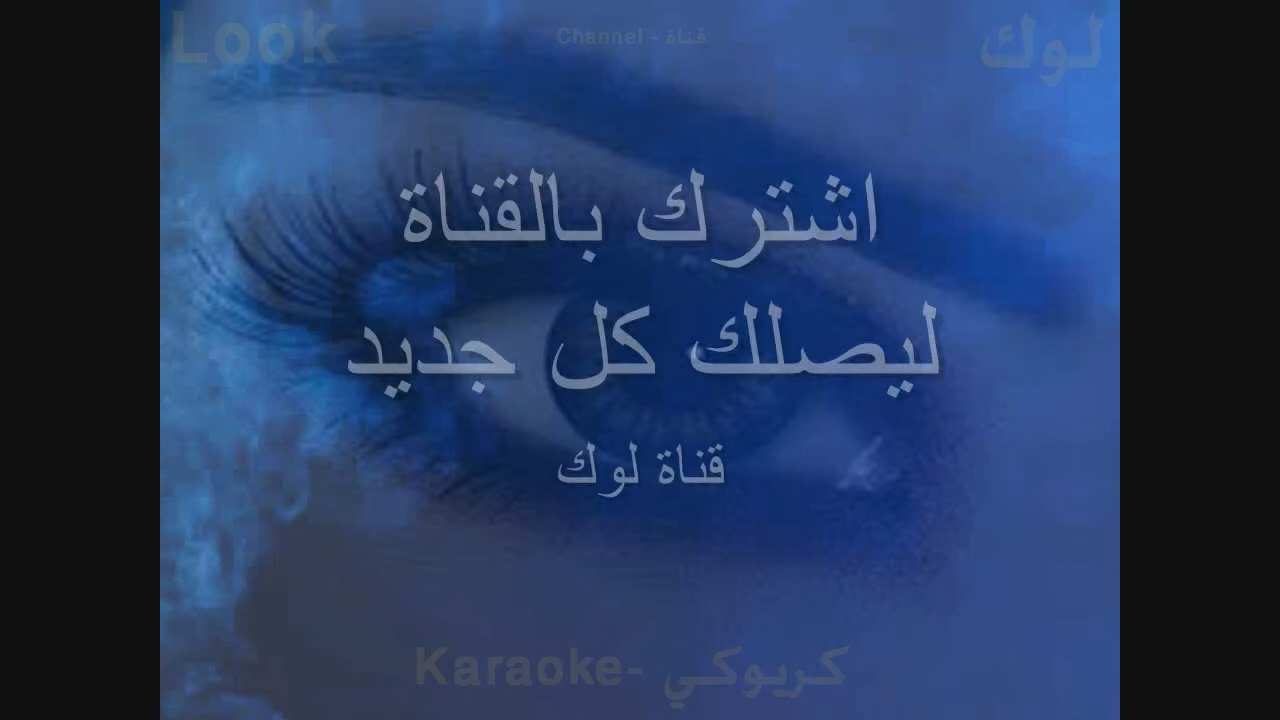 Look
قناة - Channel
لوك
اشترك بالقناة
ليصلك كل جديد
قناة لوك
Karaoke- كريوكي